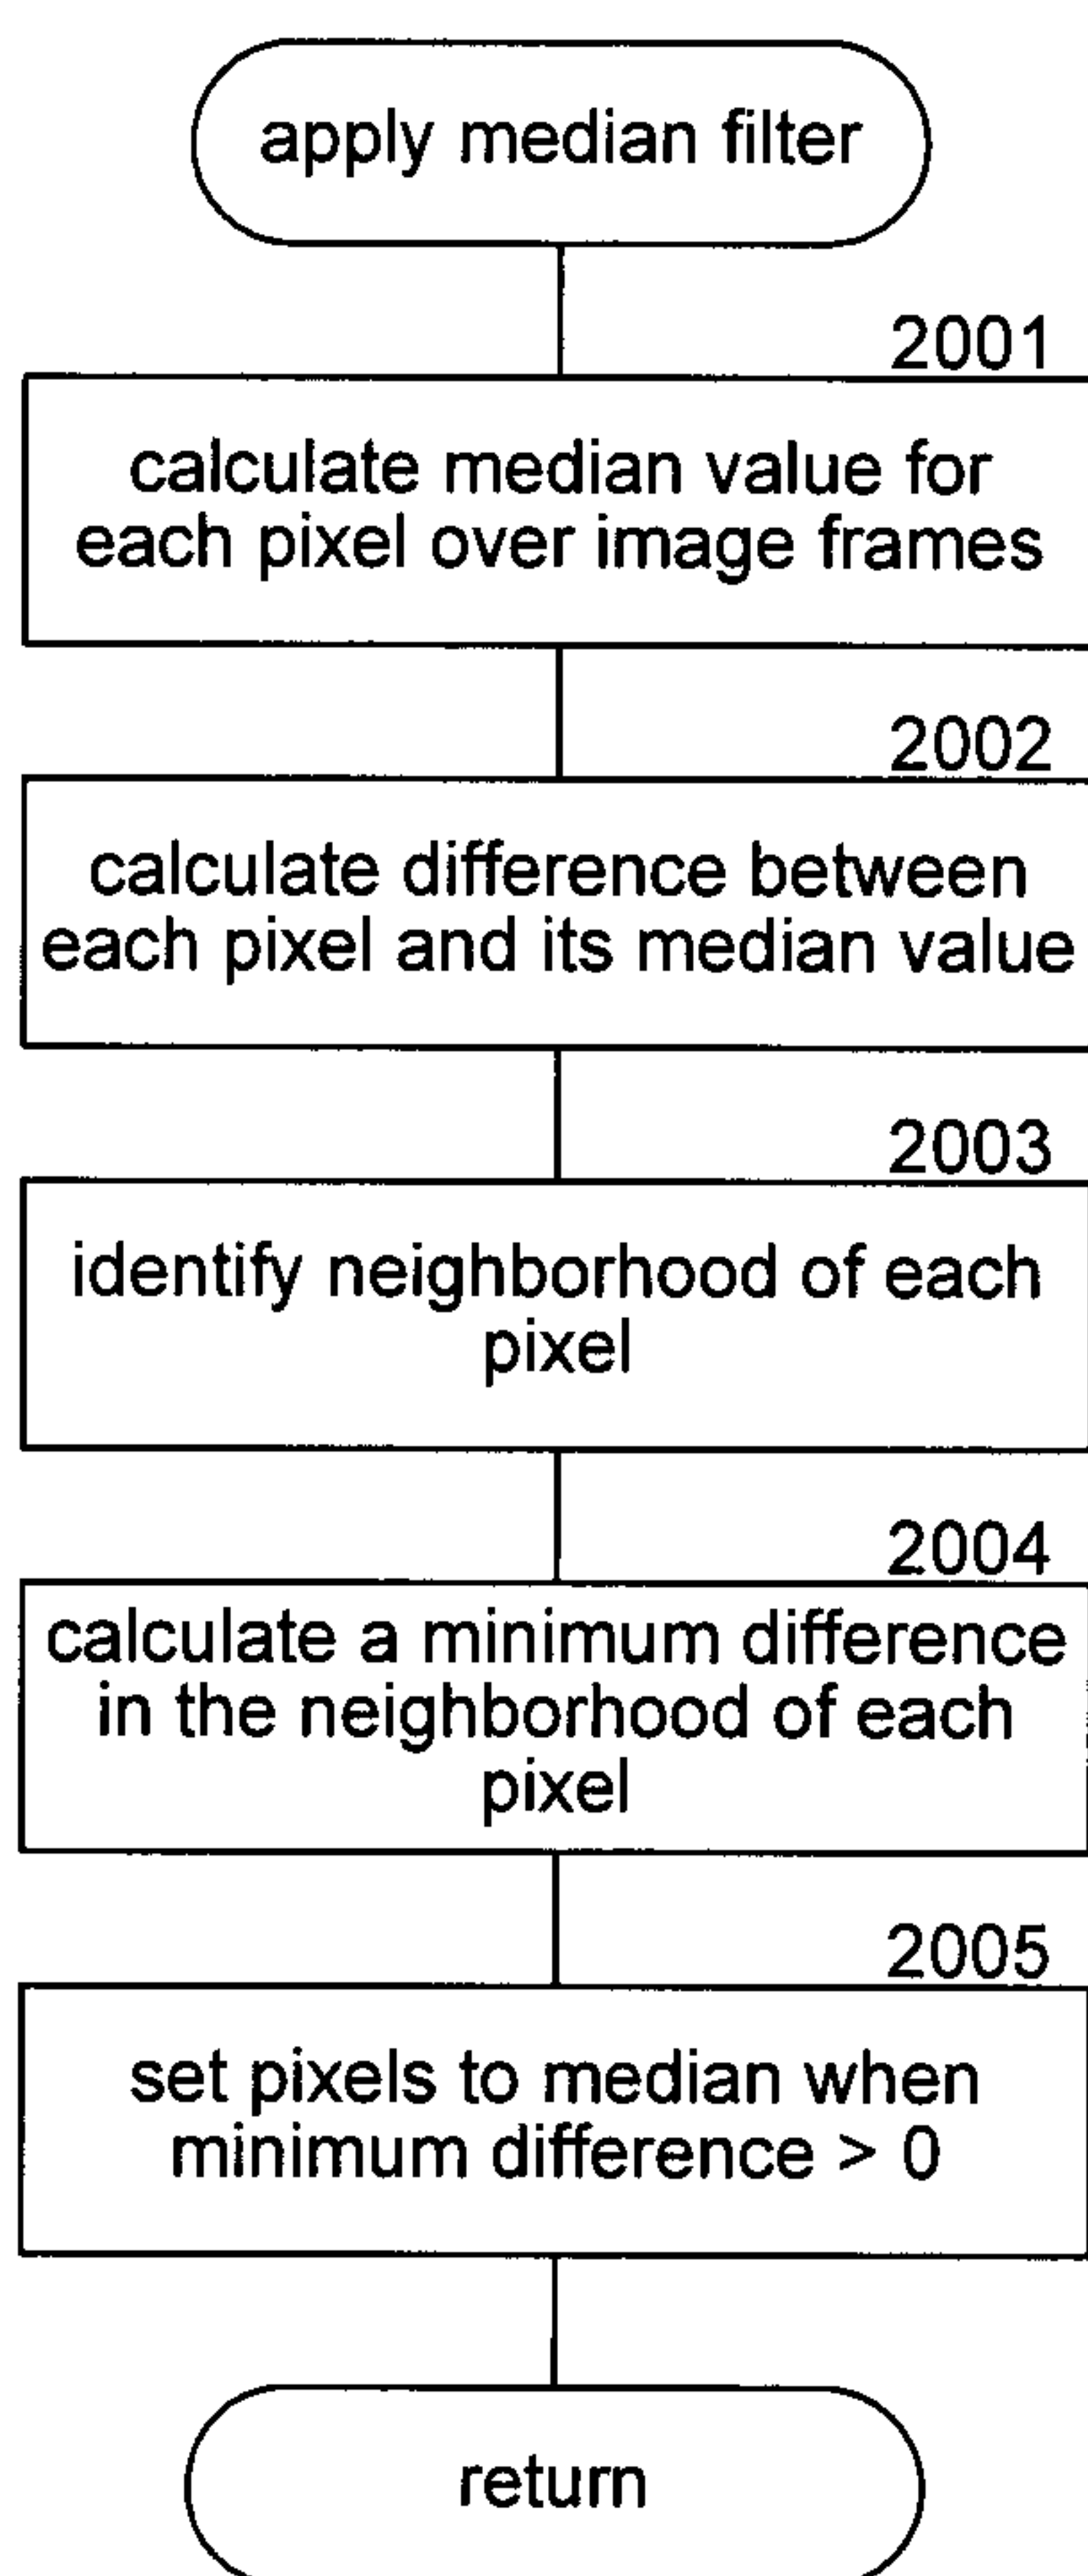 apply median filter
2001
calculate median value for
each pixel over image frames
2002
calculate difference between
each pixel and its median value
2003
identify neighborhood of each
pixel
2004
calculate a minimum difference
in the neighborhood of each
pixel
2005
set pixels to median when
minimum difference > 0
return